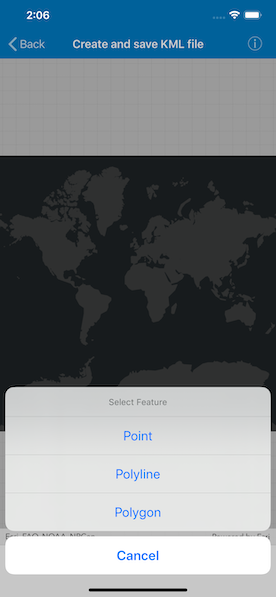 2:06
Back
Create and save KML file
Select Feature
Point
Polyline
Polygon
Esri, FAO, NOAA, NPS
Powered by Esri
Cancel